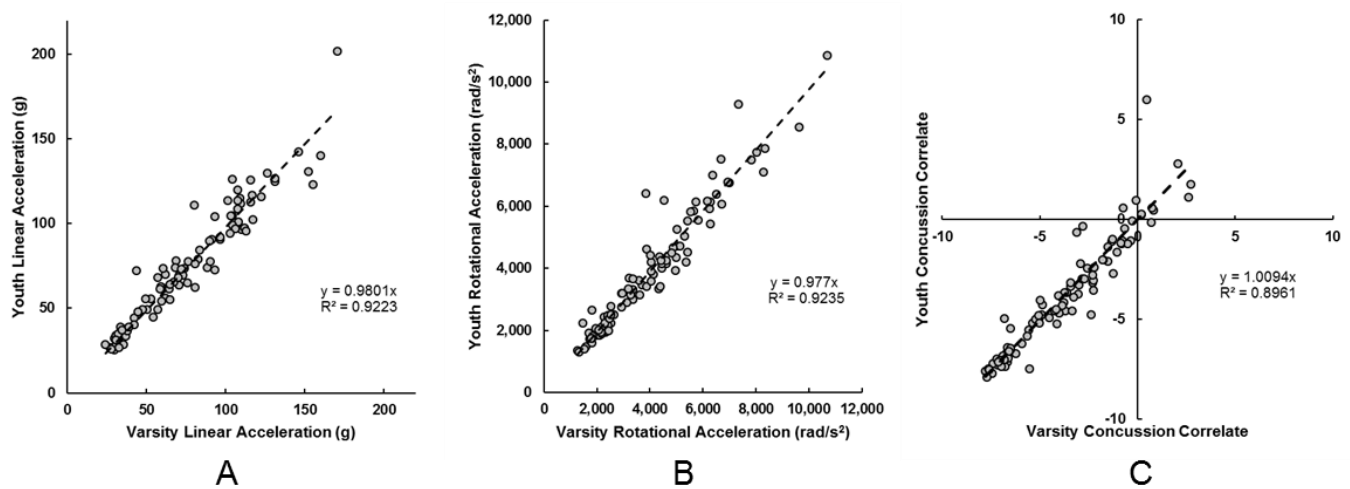 Youth Linear Acceleration (g)
200
150
100
50
0
0 50 100 150 200
y = 0.9801x
R² = 0.9223
Varsity Linear Acceleration (g)
A
Youth Rotational Acceleration (rad/s²)
12,000
10,000
8,000
6,000
4,000
2,000
0
0 2,000 4,000 6,000 8,000 10,000 12,000
y = 0.977x
R² = 0.9235
Varsity Rotational Acceleration (rad/s²)
B
Youth Concussion Correlate
10
5
0
-10 -5 0 5 10
-5
-10
y = 1.0094x
R² = 0.8961
Varsity Concussion Correlate
C